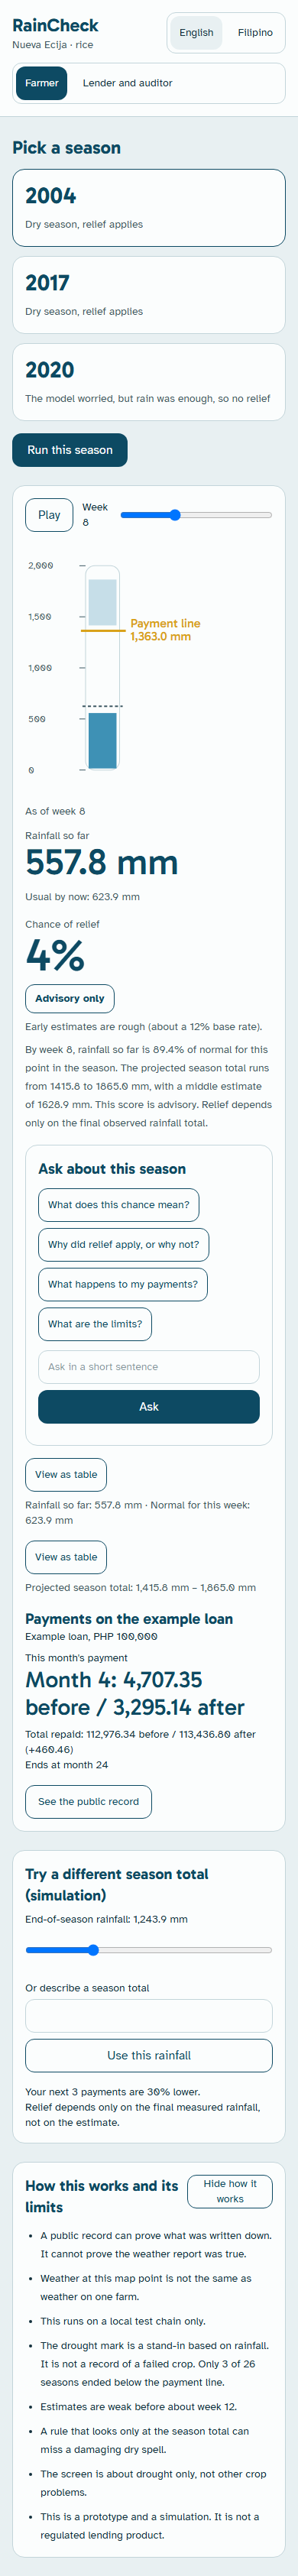 RainCheck
Nueva Ecija · rice
English
Filipino
Farmer
Lender and auditor
Pick a season
2004
Dry season, relief applies
2017
Dry season, relief applies
2020
The model worried, but rain was enough, so no relief
Run this season
Play
Week
8
2,000
1,500
Payment line
1,363.0 mm
1,000
500
0
As of week 8
Rainfall so far
557.8 mm
Usual by now: 623.9 mm
Chance of relief
4%
Advisory only
Early estimates are rough (about a 12% base rate).
By week 8, rainfall so far is 89.4% of normal for this
point in the season. The projected season total runs
from 1415.8 to 1865.0 mm, with a middle estimate
of 1628.9 mm. This score is advisory. Relief depends
only on the final observed rainfall total.
Ask about this season
What does this chance mean?
Why did relief apply, or why not?
What happens to my payments?
What are the limits?
Ask in a short sentence
Ask
View as table
Rainfall so far: 557.8 mm · Normal for this week:
623.9 mm
View as table
Projected season total: 1,415.8 mm – 1,865.0 mm
Payments on the example loan
Example loan, PHP 100,000
This month's payment
Month 4: 4,707.35
before / 3,295.14 after
Total repaid: 112,976.34 before / 113,436.80 after
(+460.46)
Ends at month 24
See the public record
Try a different season total
(simulation)
End-of-season rainfall: 1,243.9 mm
Or describe a season total
Use this rainfall
Your next 3 payments are 30% lower.
Relief depends only on the final measured rainfall,
not on the estimate.
How this works and its
limits
Hide how it
works
• A public record can prove what was written down.
It cannot prove the weather report was true.
• Weather at this map point is not the same as
weather on one farm.
• This runs on a local test chain only.
• The drought mark is a stand-in based on rainfall.
It is not a record of a failed crop. Only 3 of 26
seasons ended below the payment line.
• Estimates are weak before about week 12.
• A rule that looks only at the season total can
miss a damaging dry spell.
• The screen is about drought only, not other crop
problems.
• This is a prototype and a simulation. It is not a
regulated lending product.